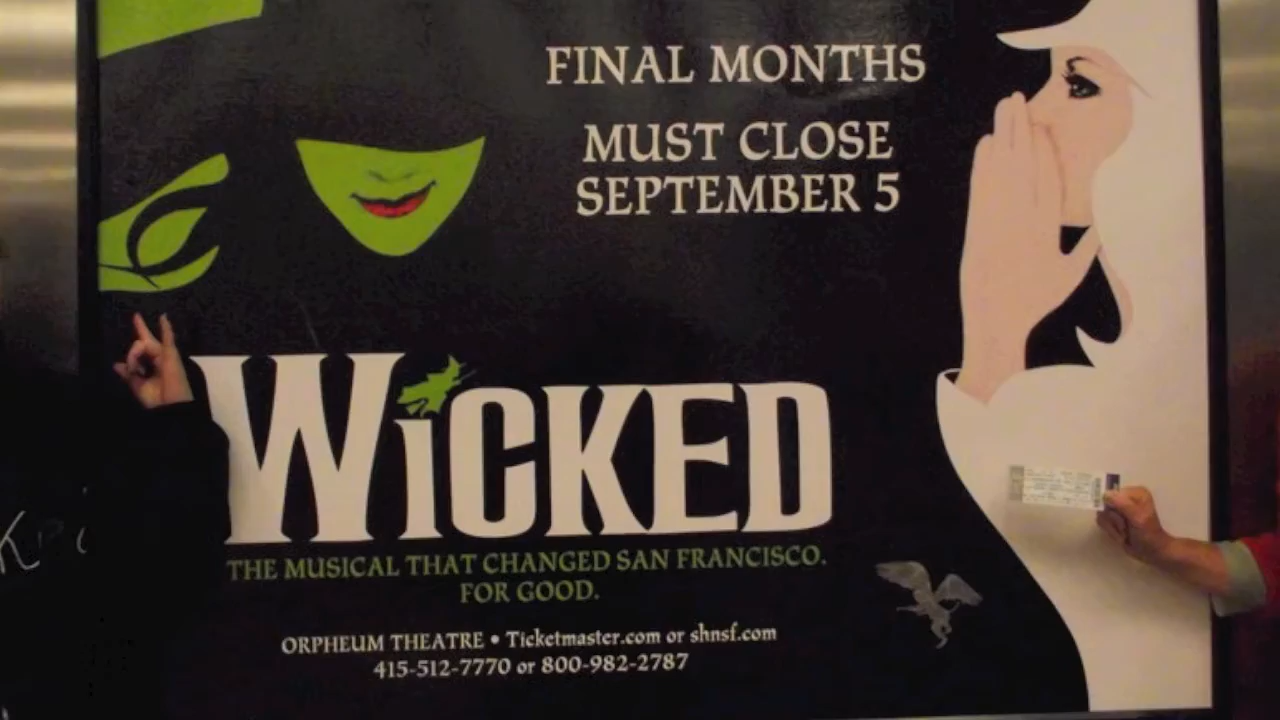 FINAL MONTHS
MUST CLOSE
SEPTEMBER 5
WiCKED
THE MUSICAL THAT CHANGED SAN FRANCISCO.
FOR GOOD.
ORPHEUM THEATRE • Ticketmaster.com or shnsf.com
415-512-7770 or 800-982-2787